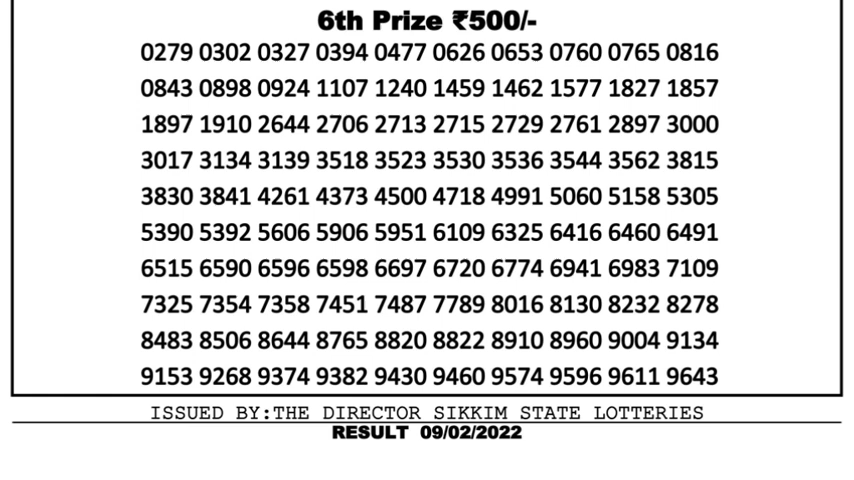 6th Prize ₹500/-
0279 0302 0327 0394 0477 0626 0653 0760 0765 0816
0843 0898 0924 1107 1240 1459 1462 1577 1827 1857
1897 1910 2644 2706 2713 2715 2729 2761 2897 3000
3017 3134 3139 3518 3523 3530 3536 3544 3562 3815
3830 3841 4261 4373 4500 4718 4991 5060 5158 5305
5390 5392 5606 5906 5951 6109 6325 6416 6460 6491
6515 6590 6596 6598 6697 6720 6774 6941 6983 7109
7325 7354 7358 7451 7487 7789 8016 8130 8232 8278
8483 8506 8644 8765 8820 8822 8910 8960 9004 9134
9153 9268 9374 9382 9430 9460 9574 9596 9611 9643
ISSUED BY:THE DIRECTOR SIKKIM STATE LOTTERIES
RESULT 09/02/2022